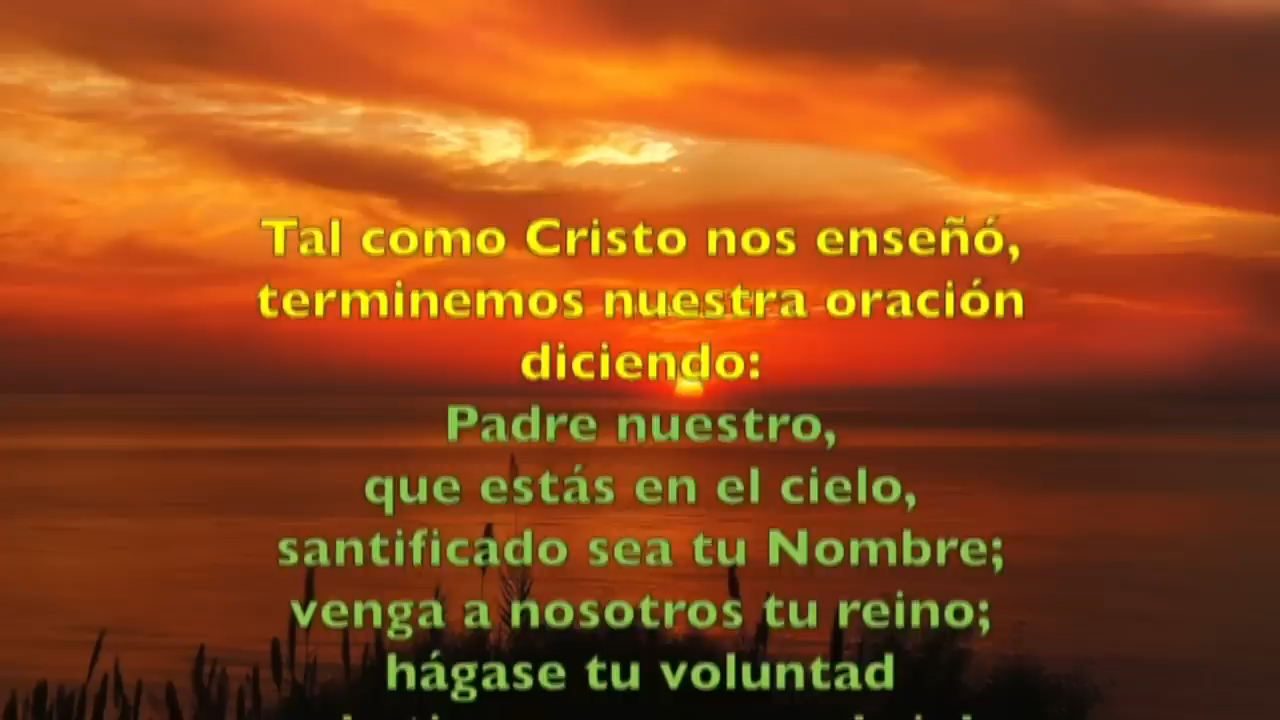 Tal como Cristo nos enseñó,
terminemos nuestra oración
diciendo:
Padre nuestro,
que estás en el cielo,
santificado sea tu Nombre;
venga a nosotros tu reino;
hágase tu voluntad